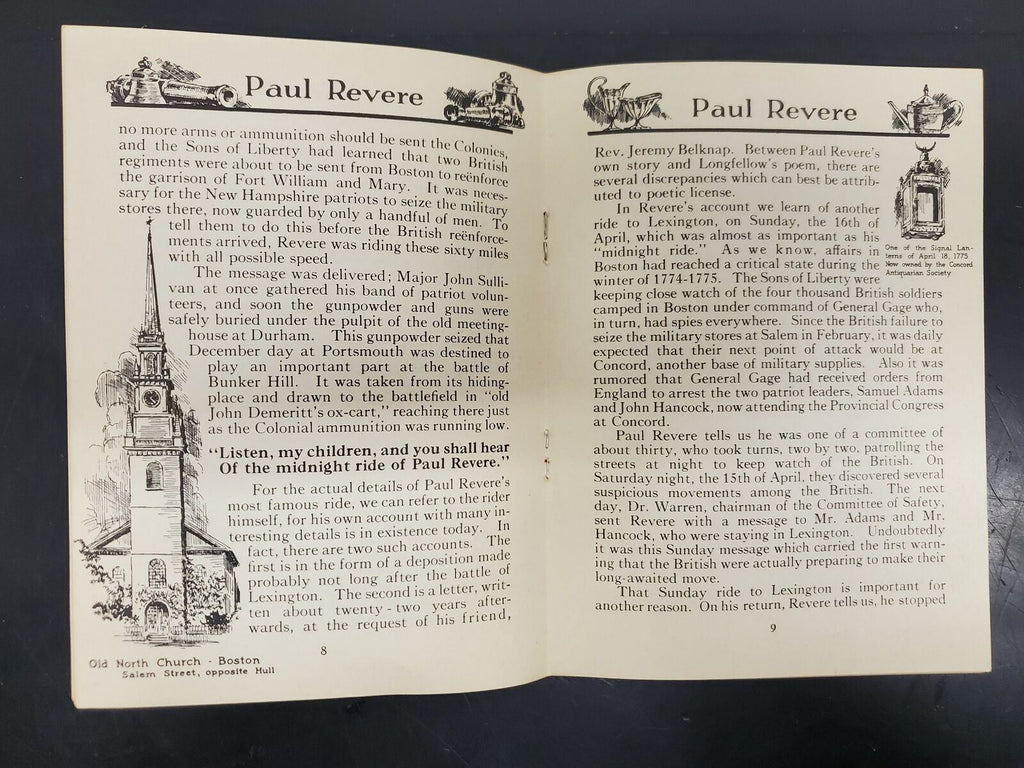 Paul Revere
no more arms or ammunition should be sent the Colonies,
and the Sons of Liberty had learned that two British
regiments were about to be sent from Boston to reënforce
the garrison of Fort William and Mary. It was neces-
sary for the New Hampshire patriots to seize the military
stores there, now guarded by only a handful of men. To
tell them to do this before the British reënforce-
ments arrived, Revere was riding these sixty miles
with all possible speed.
The message was delivered; Major John Sulli-
van at once gathered his band of patriot volun-
teers, and soon the gunpowder and guns were
safely buried under the pulpit of the old meeting-
house at Durham. This gunpowder seized that
December day at Portsmouth was destined to
play an important part at the battle of
Bunker Hill. It was taken from its hiding-
place and drawn to the battlefield in "old
John Demeritt's ox-cart," reaching there just
as the Colonial ammunition was running low.
"Listen, my children, and you shall hear
Of the midnight ride of Paul Revere."
For the actual details of Paul Revere's
most famous ride, we can refer to the rider
himself, for his own account with many in-
teresting details is in existence today. In
fact, there are two such accounts. The
first is in the form of a deposition made
probably not long after the battle of
Lexington. The second is a letter, writ-
ten about twenty-two years after-
wards, at the request of his friend,
8
Old North Church - Boston
Salem Street, opposite Hull
Paul Revere
Rev. Jeremy Belknap. Between Paul Revere's
own story and Longfellow's poem, there are
several discrepancies which can best be attrib-
uted to poetic license.
In Revere's account we learn of another
ride to Lexington, on Sunday, the 16th of
April, which was almost as important as his
"midnight ride." As we know, affairs in
Boston had reached a critical state during the
winter of 1774-1775. The Sons of Liberty were
keeping close watch of the four thousand British soldiers
camped in Boston under command of General Gage who,
in turn, had spies everywhere. Since the British failure to
seize the military stores at Salem in February, it was daily
expected that their next point of attack would be at
Concord, another base of military supplies. Also it was
rumored that General Gage had received orders from
England to arrest the two patriot leaders, Samuel Adams
and John Hancock, now attending the Provincial Congress
at Concord.
Paul Revere tells us he was one of a committee of
about thirty, who took turns, two by two, patrolling the
streets at night to keep watch of the British. On
Saturday night, the 15th of April, they discovered several
suspicious movements among the British. The next
day, Dr. Warren, chairman of the Committee of Safety,
sent Revere with a message to Mr. Adams and Mr.
Hancock, who were staying in Lexington. Undoubtedly
it was this Sunday message which carried the first warn-
ing that the British were actually preparing to make their
long-awaited move.
That Sunday ride to Lexington is important for
another reason. On his return, Revere tells us, he stopped
9
One of the Signal Lan-
terns of April 18, 1775
Now owned by the Concord
Antiquarian Society